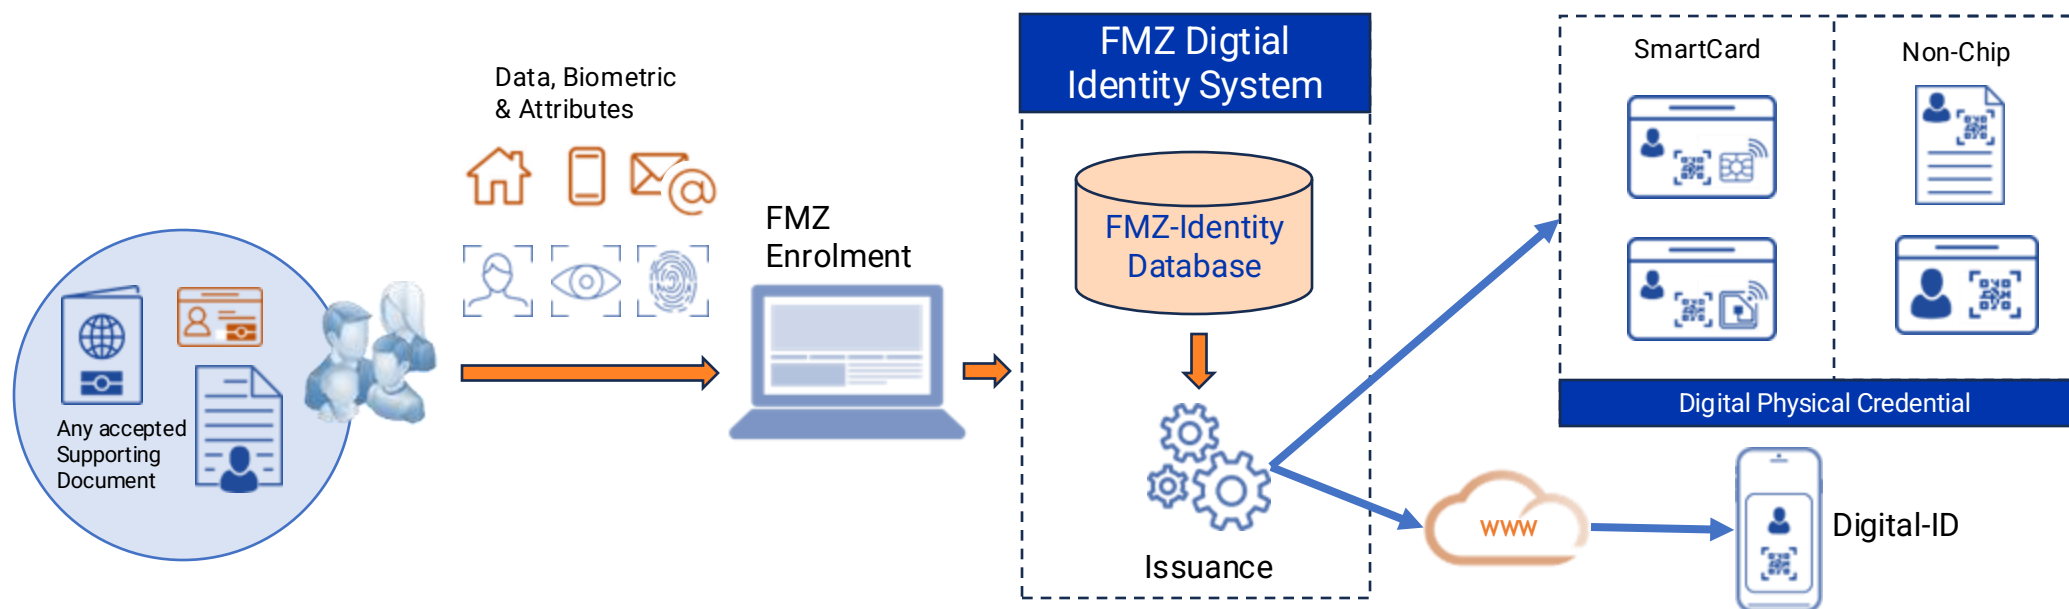 Any accepted
Supporting
Document
Data, Biometric
& Attributes
FMZ
Enrolment
FMZ Digtial
Identity System
FMZ-Identity
Database
Issuance
SmartCard
Non-Chip
Digital Physical Credential
www
Digital-ID